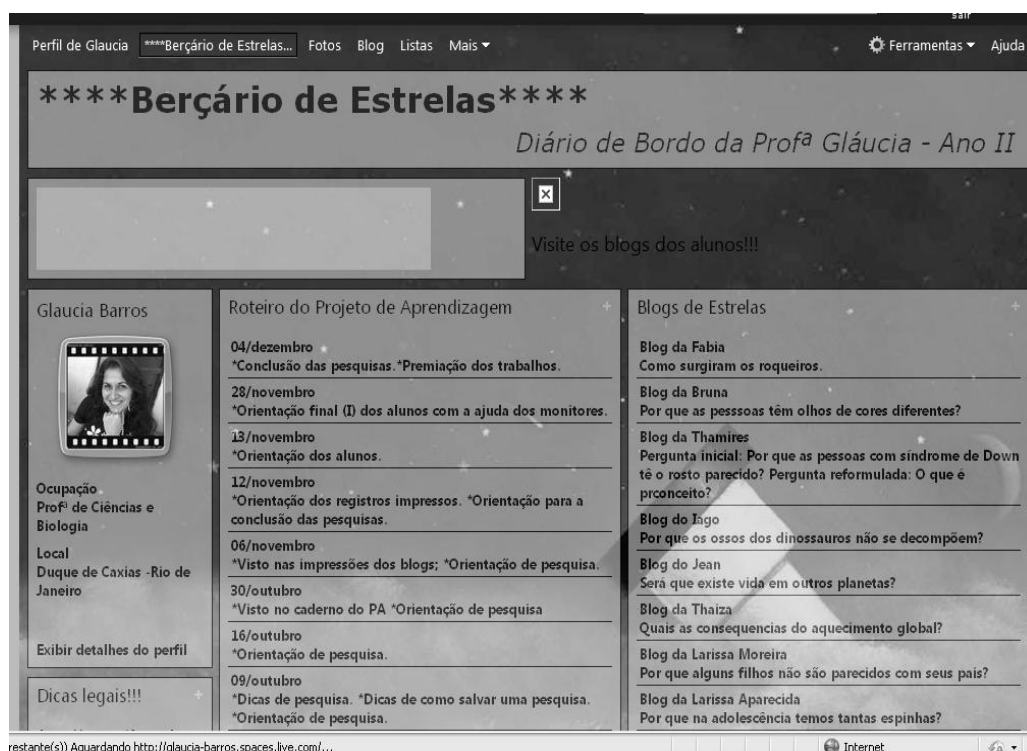 sair
Perfil de Glaucia ****Berçário de Estrelas... Fotos Blog Listas Mais Ferramentas Ajuda
****Berçário de Estrelas****
Diário de Bordo da Profª Gláucia - Ano II
Visite os blogs dos alunos!!!
Glaucia Barros
Ocupação
Profª de Ciências e
Biologia
Local
Duque de Caxias -Rio de
Janeiro
Exibir detalhes do perfil
Dicas legais!!!
Roteiro do Projeto de Aprendizagem
04/dezembro
*Conclusão das pesquisas.*Premiação dos trabalhos.
28/novembro
*Orientação final (I) dos alunos com a ajuda dos monitores.
13/novembro
*Orientação dos alunos.
12/novembro
*Orientação dos registros impressos. *Orientação para a
conclusão das pesquisas.
06/novembro
*Visto nas impressões dos blogs; *Orientação de pesquisa.
30/outubro
*Visto no caderno do PA *Orientação de pesquisa
16/outubro
*Orientação de pesquisa.
09/outubro
*Dicas de pesquisa. *Dicas de como salvar uma pesquisa.
*Orientação de pesquisa.
Blogs de Estrelas
Blog da Fabia
Como surgiram os roqueiros.
Blog da Bruna
Por que as pesssoas têm olhos de cores diferentes?
Blog da Thamires
Pergunta inicial: Por que as pessoas com síndrome de Down
tê o rosto parecido? Pergunta reformulada: O que é
prconceito?
Blog do Iago
Por que os ossos dos dinossauros não se decompõem?
Blog do Jean
Será que existe vida em outros planetas?
Blog da Thaiza
Quais as consequencias do aquecimento global?
Blog da Larissa Moreira
Por que alguns filhos não são parecidos com seus pais?
Blog da Larissa Aparecida
Por que na adolescência temos tantas espinhas?
restante(s)) Aguardando http://glaucia-barros.spaces.live.com/... Internet